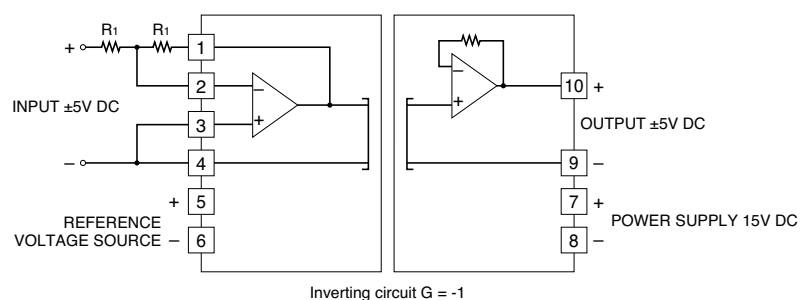 R1 R1
+ 1
2 –
INPUT ±5V DC
3 +
– 4
+ 5
REFERENCE
VOLTAGE SOURCE – 6
–
+
10 +
OUTPUT ±5V DC
9 –
7 +
POWER SUPPLY 15V DC
8 –
Inverting circuit G = -1